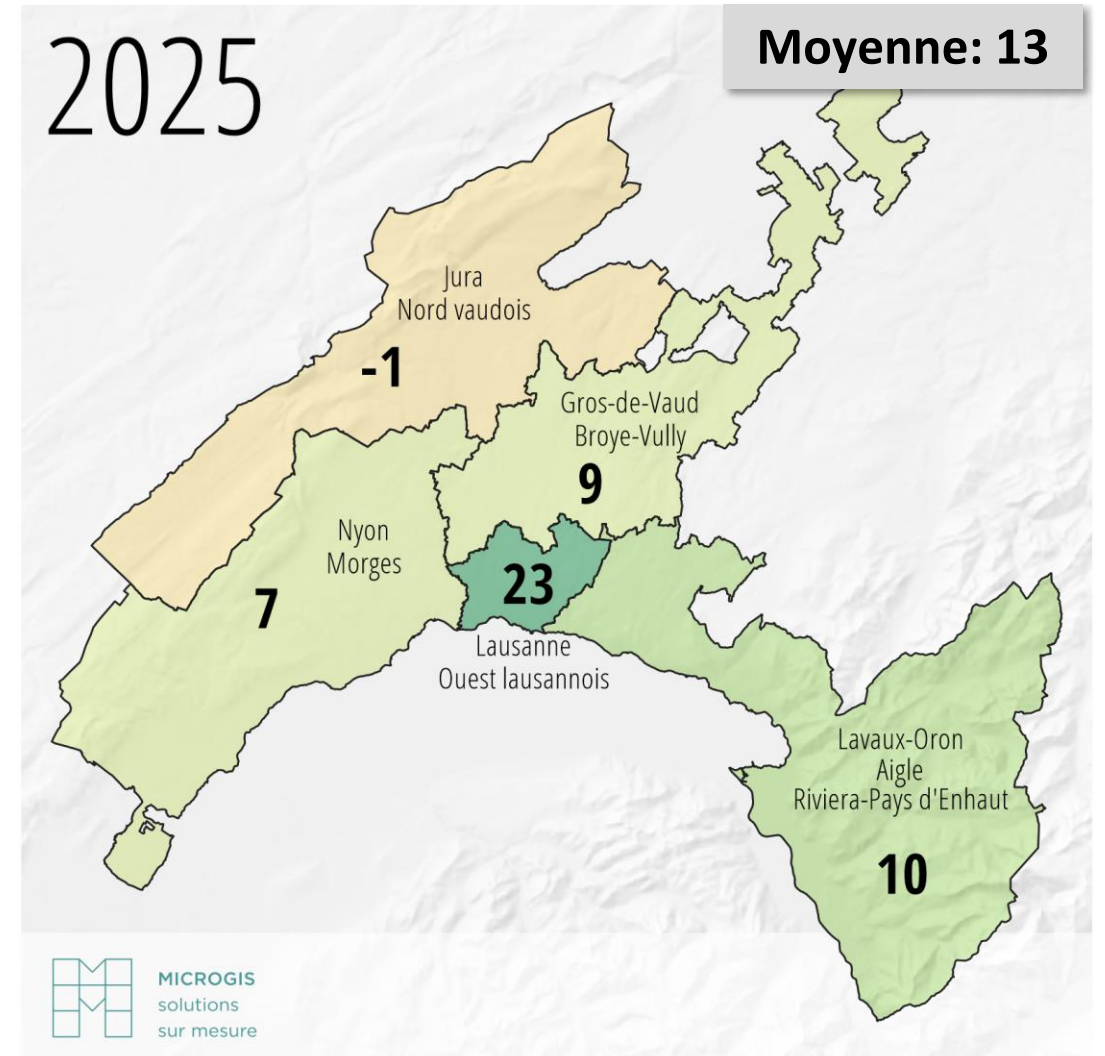 2025
Moyenne: 13
Jura
Nord vaudois
-1
Gros-de-Vaud
Broye-Vully
9
Nyon
Morges
7
23
Lausanne
Ouest lausannois
Lavaux-Oron
Aigle
Riviera-Pays d'Enhaut
10
MICROGIS
solutions
sur mesure